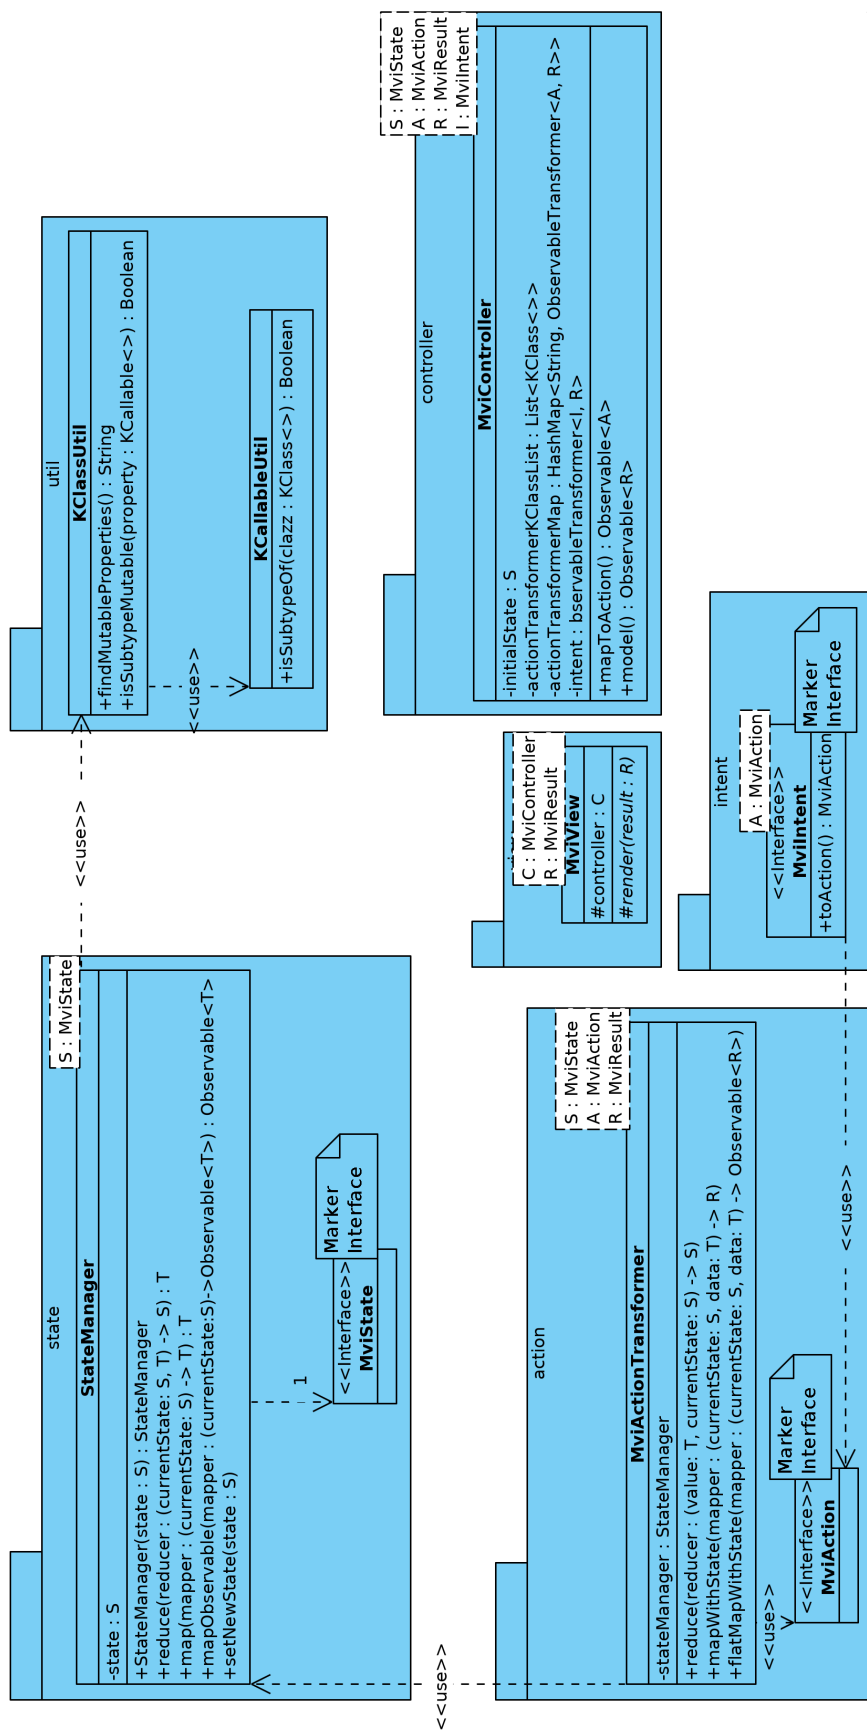 state
S : MviState
StateManager
-state : S
+StateManager(state : S) : StateManager
+reduce(reducer : (currentState: S, T) -> S) : T
+map(mapper : (currentState: S) -> T) : T
+mapObservable(mapper : (currentState:S)->Observable<T>) : Observable<T>
+setNewState(state : S)
1
Marker
Interface
<<Interface>>
MviState
<<use>>
util
KClassUtil
+findMutableProperties() : String
+isSubtypeMutable(property : KCallable<>) : Boolean
<<use>>
KCallableUtil
+isSubtypeOf(clazz : KClass<>) : Boolean
<<use>>
action
S : MviState
A : MviAction
R : MviResult
MviActionTransformer
-stateManager : StateManager
+reduce(reducer : (value: T, currentState: S) -> S)
+mapWithState(mapper : (currentState: S, data: T) -> R)
+flatMapWithState(mapper : (currentState: S, data: T) -> Observable<R>)
<<use>>
Marker
Interface
<<Interface>>
MviAction
<<use>>
C : MviController
R : MviResult
MviView
#controller : C
#render(result : R)
intent
A : MviAction
Marker
Interface
<<Interface>>
MviIntent
+toAction() : MviAction
controller
S : MviState
A : MviAction
R : MviResult
I : MviIntent
MviController
-initialState : S
-actionTransformerKClassList : List<KClass<>>
-actionTransformerMap : HashMap<String, ObservableTransformer<A, R>>
-intent : bservableTransformer<I, R>
+mapToAction() : Observable<A>
+model() : Observable<R>